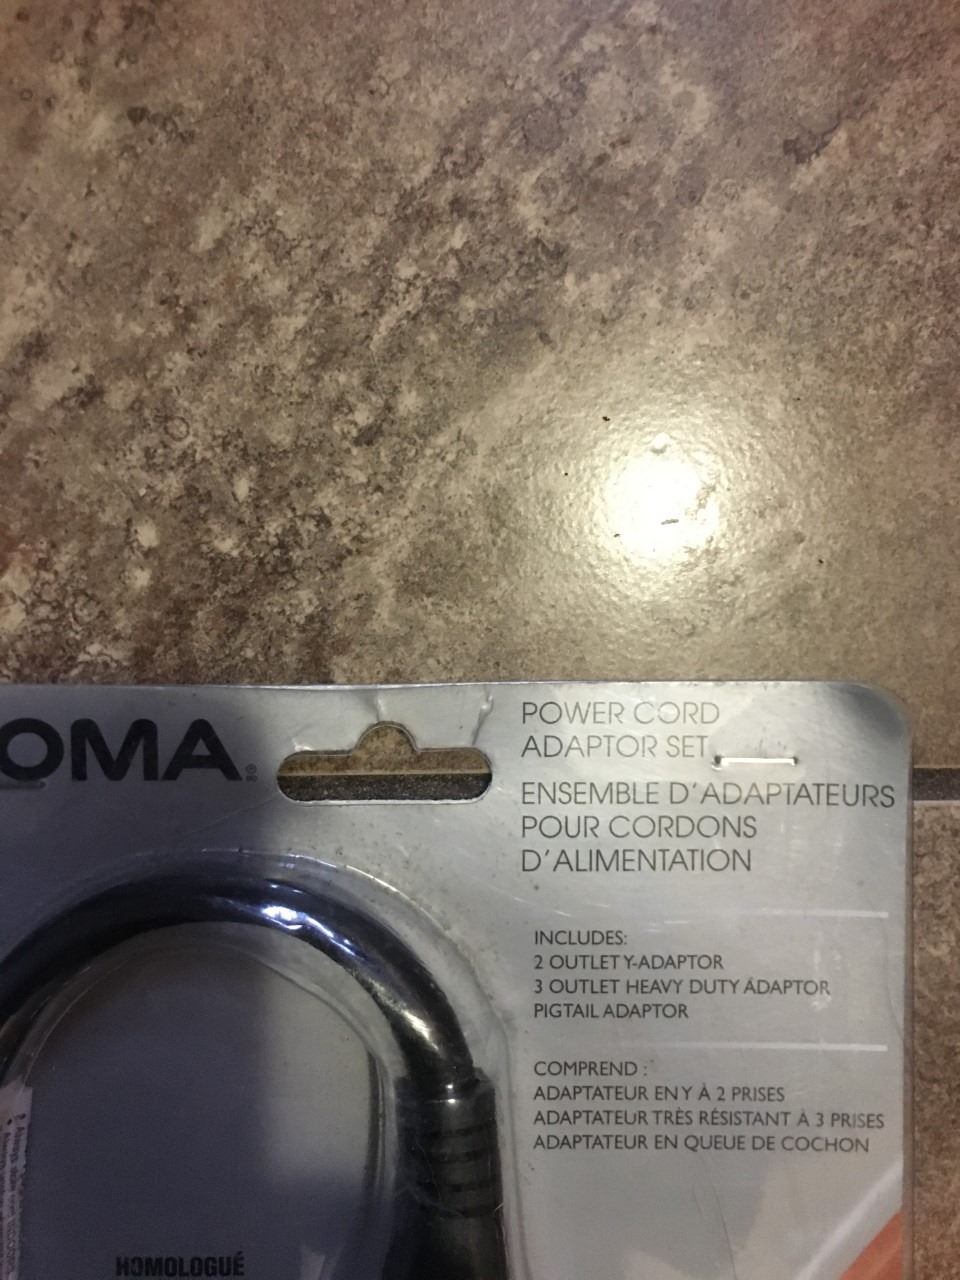 OMA®
POWER CORD
ADAPTOR SET
ENSEMBLE D'ADAPTATEURS
POUR CORDONS
D'ALIMENTATION
INCLUDES:
2 OUTLET Y-ADAPTOR
3 OUTLET HEAVY DUTY ADAPTOR
PIGTAIL ADAPTOR
COMPREND :
ADAPTATEUR EN Y À 2 PRISES
ADAPTATEUR TRÈS RÉSISTANT À 3 PRISES
ADAPTATEUR EN QUEUE DE COCHON
HOMOLOGUÉ